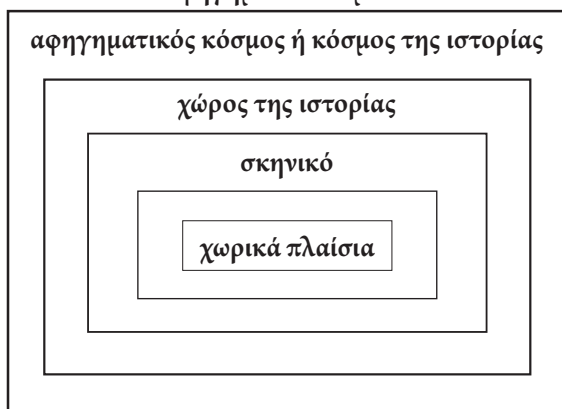 αφηγηματικός κόσμος ή κόσμος της ιστορίας
χώρος της ιστορίας
σκηνικό
χωρικά πλαίσια